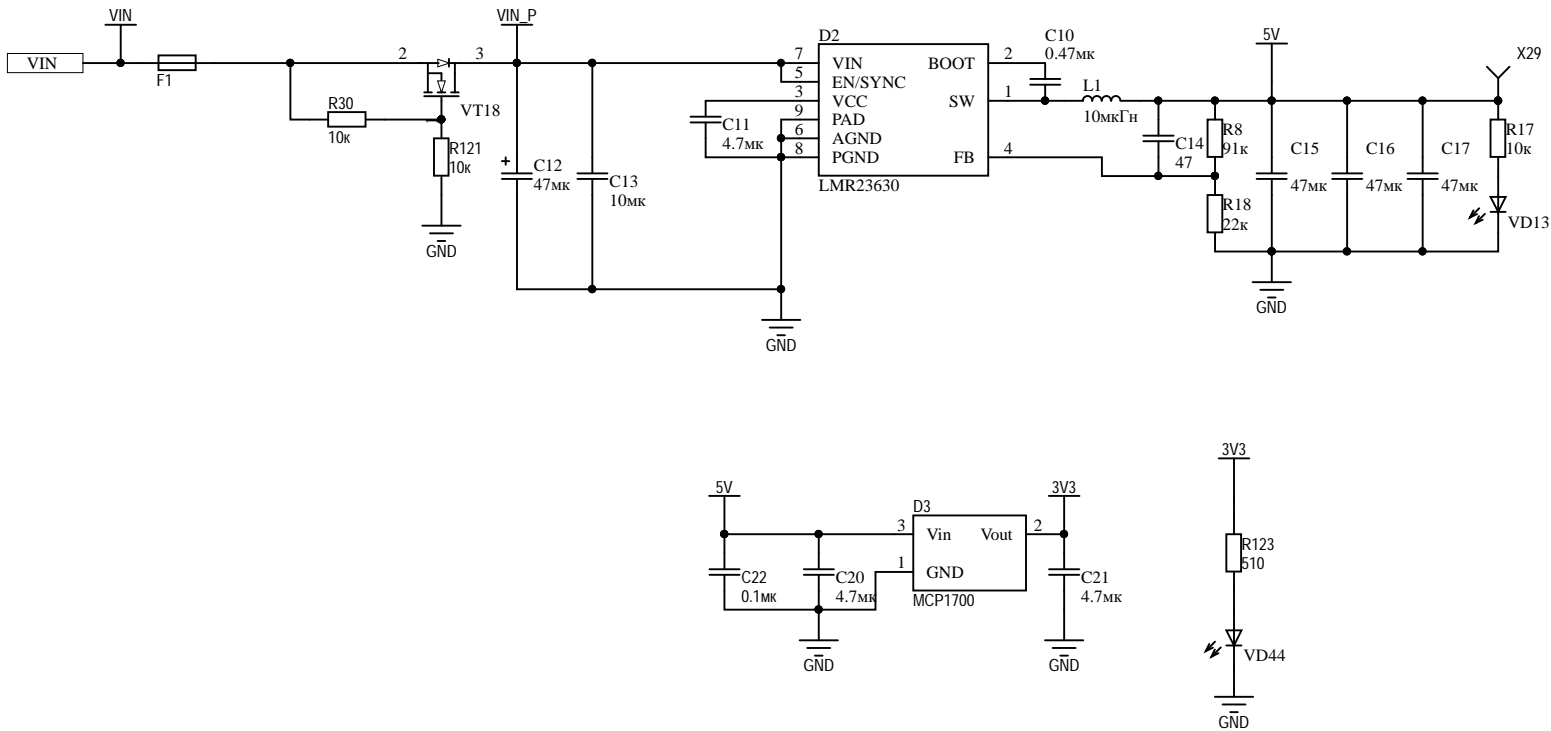 VIN
VIN
F1
2
3
VT18
R30
10к
R121
10к
GND
VIN_P
C12
47мк
C13
10мк
C11
4.7мк
D2
7
VIN
5
EN/SYNC
3
VCC
9
PAD
6
AGND
8
PGND
BOOT
2
SW
1
FB
4
LMR23630
GND
C10
0.47мк
L1
10мкГн
C14
47
R8
91к
R18
22к
5V
C15
47мк
C16
47мк
C17
47мк
X29
R17
10к
VD13
GND
5V
C22
0.1мк
C20
4.7мк
GND
D3
3
Vin
Vout
2
1
GND
MCP1700
3V3
C21
4.7мк
GND
3V3
R123
510
VD44
GND